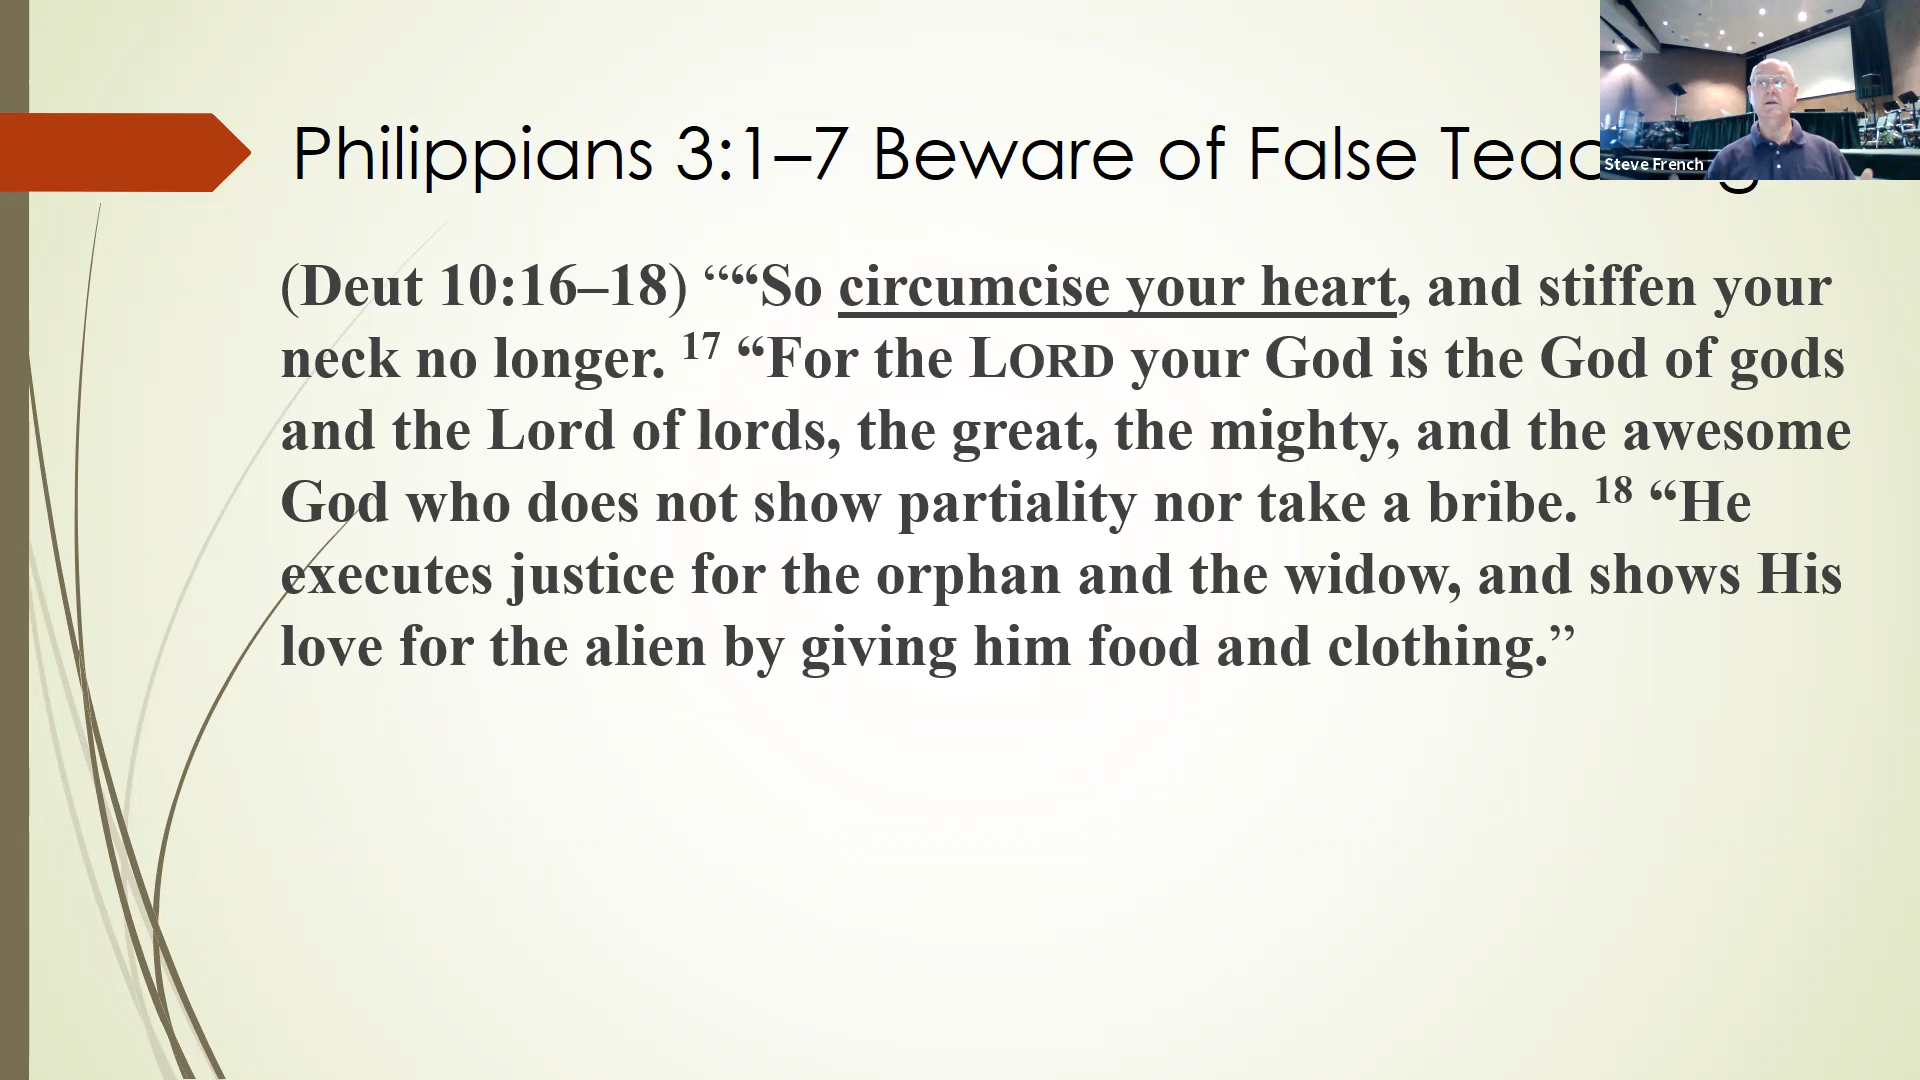 Philippians 3:1–7 Beware of False
Steve French
(Deut 10:16–18) “““So circumcise your heart, and stiffen your
neck no longer. 17 “For the LORD your God is the God of gods
and the Lord of lords, the great, the mighty, and the awesome
God who does not show partiality nor take a bribe. 18 “He
executes justice for the orphan and the widow, and shows His
love for the alien by giving him food and clothing.”